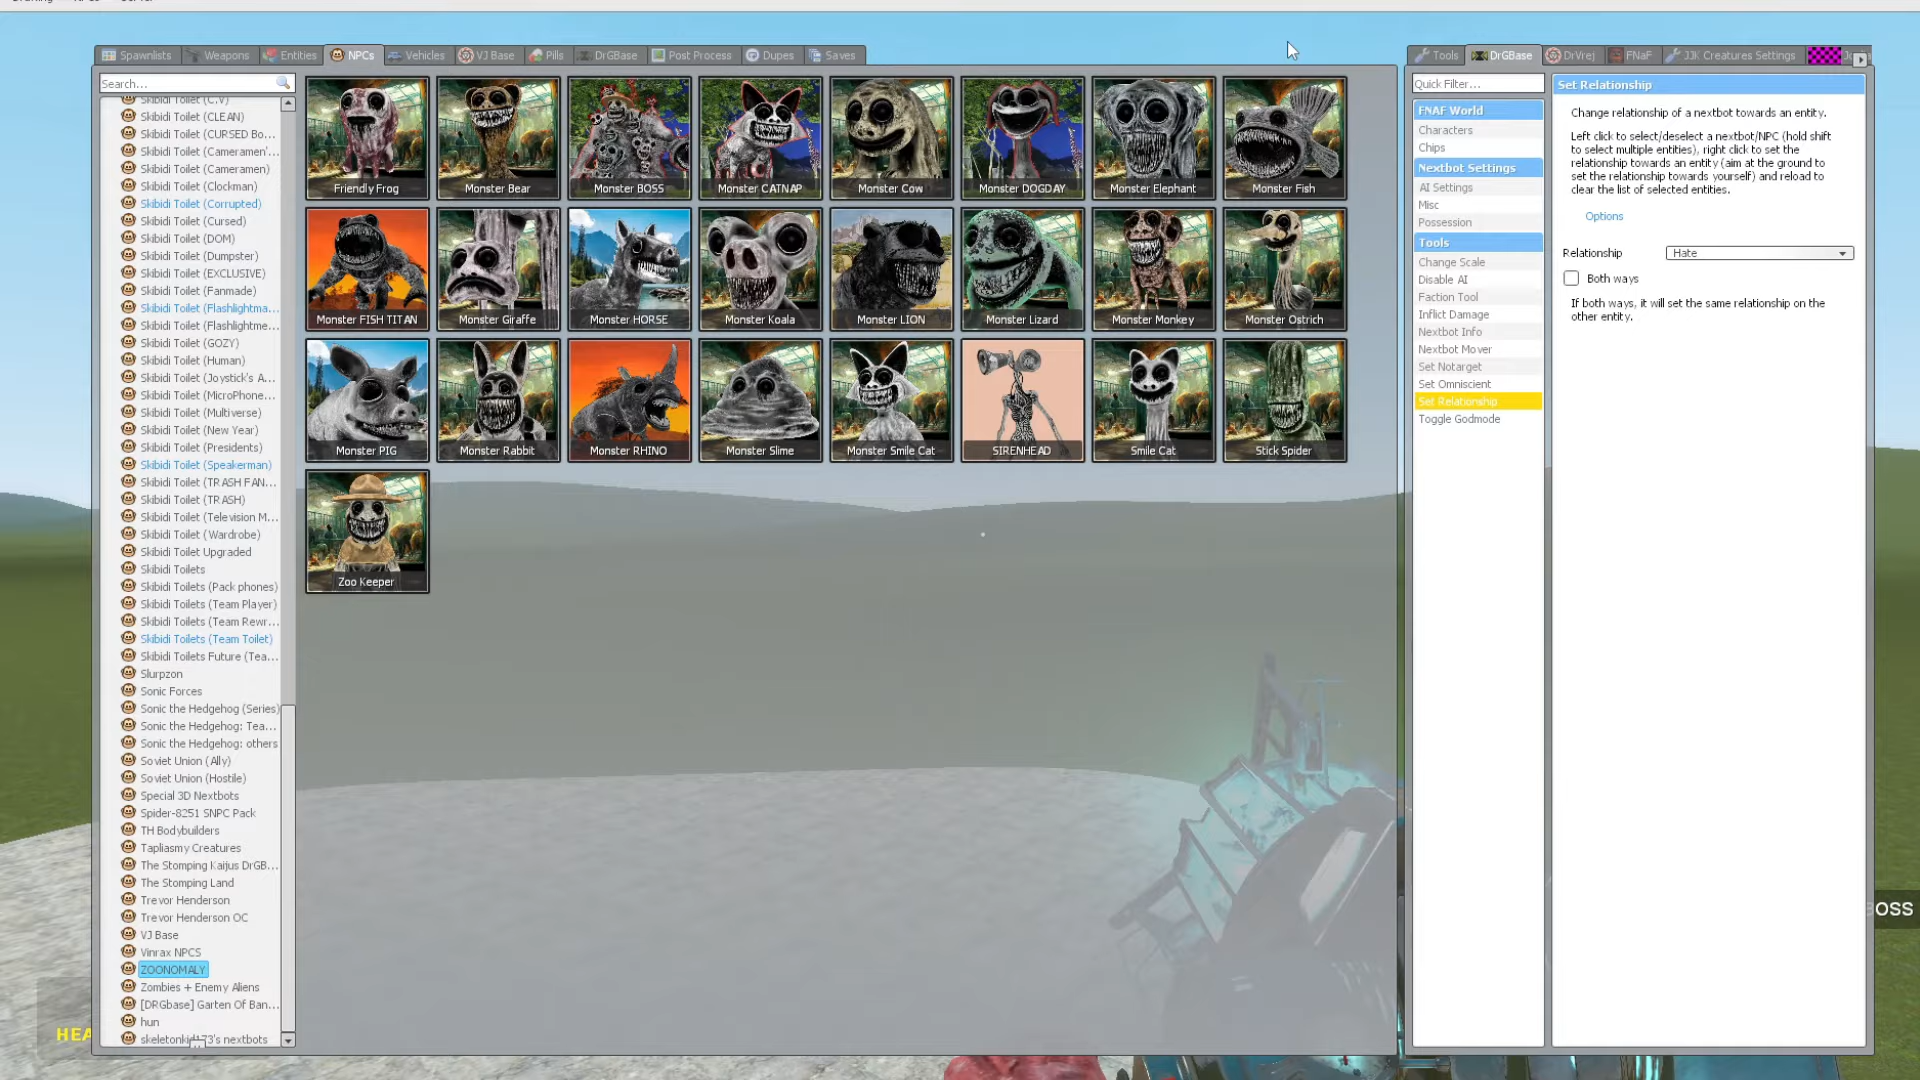 Spawnlists
Weapons
Entities
NPCs
Vehicles
VJ Base
Pills
DrGBase
Post Process
Dupes
Saves
Search...
Skibidi Toilet (C.V)
Skibidi Toilet (CLEAN)
Skibidi Toilet (CURSED Bo...
Skibidi Toilet (Cameramen'...
Skibidi Toilet (Cameramen)
Skibidi Toilet (Clockman)
Skibidi Toilet (Corrupted)
Skibidi Toilet (Cursed)
Skibidi Toilet (DOM)
Skibidi Toilet (Dumpster)
Skibidi Toilet (EXCLUSIVE)
Skibidi Toilet (Fanmade)
Skibidi Toilet (Flashlightma...
Skibidi Toilet (Flashlightme...
Skibidi Toilet (GOZY)
Skibidi Toilet (Human)
Skibidi Toilet (Joystick's A...
Skibidi Toilet (MicroPhone...
Skibidi Toilet (Multiverse)
Skibidi Toilet (New Year)
Skibidi Toilet (Presidents)
Skibidi Toilet (Speakerman)
Skibidi Toilet (TRASH FAN...
Skibidi Toilet (TRASH)
Skibidi Toilet (Television M...
Skibidi Toilet (Wardrobe)
Skibidi Toilet Upgraded
Skibidi Toilets
Skibidi Toilets (Pack phones)
Skibidi Toilets (Team Player)
Skibidi Toilets (Team Rewr...
Skibidi Toilets (Team Toilet)
Skibidi Toilets Future (Tea...
Slurpzon
Sonic Forces
Sonic the Hedgehog (Series)
Sonic the Hedgehog: Tea...
Sonic the Hedgehog: others
Soviet Union (Ally)
Soviet Union (Hostile)
Special 3D Nextbots
Spider-8251 SNPC Pack
TH Bodybuilders
Tapliasmy Creatures
The Stomping Kaijus DrGB...
The Stomping Land
Trevor Henderson
Trevor Henderson OC
VJ Base
Vinrax NPCS
ZOONOMALY
Zombies + Enemy Aliens
[DRGbase] Garten Of Ban...
hun
skeletonkid173's nextbots
HEA
Friendly Frog
Monster Bear
Monster BOSS
Monster CATNAP
Monster Cow
Monster DOGDAY
Monster Elephant
Monster Fish
Monster FISH TITAN
Monster Giraffe
Monster HORSE
Monster Koala
Monster LION
Monster Lizard
Monster Monkey
Monster Ostrich
Monster PIG
Monster Rabbit
Monster RHINO
Monster Slime
Monster Smile Cat
SIRENHEAD
Smile Cat
Stick Spider
Zoo Keeper
Tools
DrGBase
DrVrej
FNaF
JJK Creatures Settings
Quick Filter...
FNAF World
Characters
Chips
Nextbot Settings
AI Settings
Misc
Possession
Tools
Change Scale
Disable AI
Faction Tool
Inflict Damage
Nextbot Info
Nextbot Mover
Set Notarget
Set Omniscient
Set Relationship
Toggle Godmode
Set Relationship
Change relationship of a nextbot towards an entity.
Left click to select/deselect a nextbot/NPC (hold shift
to select multiple entities), right click to set the
relationship towards an entity (aim at the ground to
set the relationship towards yourself) and reload to
clear the list of selected entities.
Options
Relationship
Hate
Both ways
If both ways, it will set the same relationship on the
other entity.
OSS